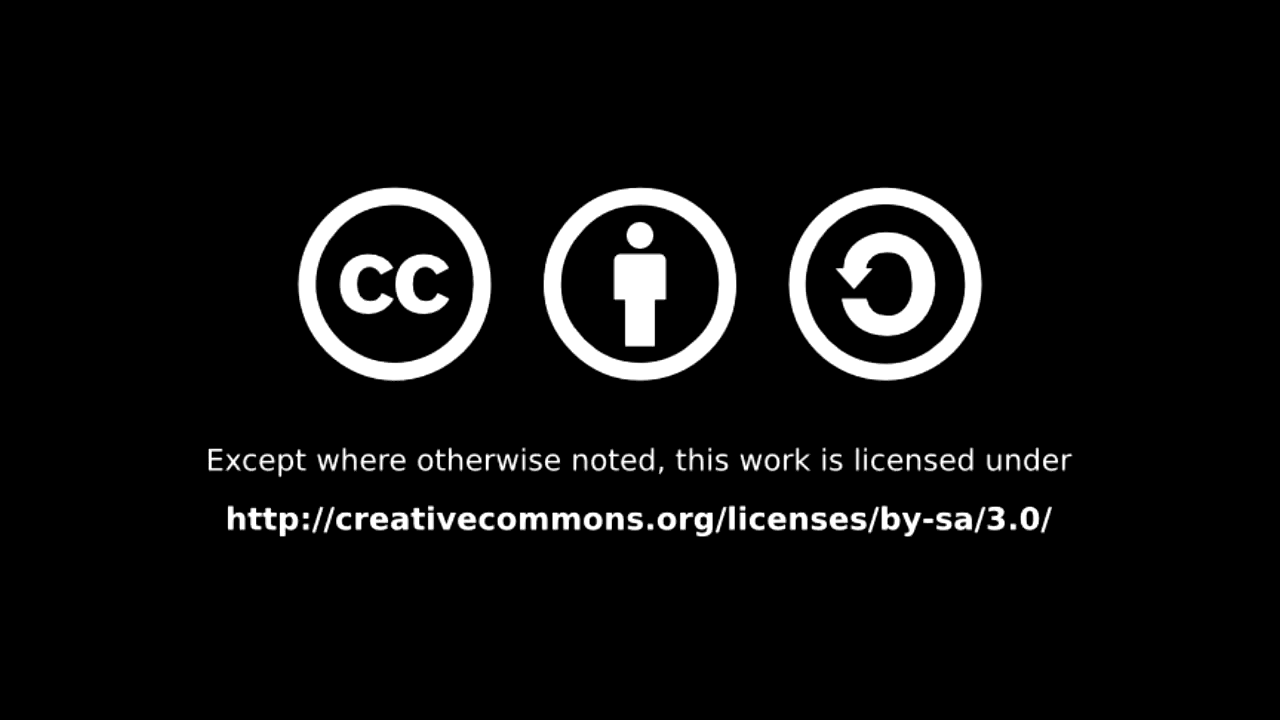 cc
Except where otherwise noted, this work is licensed under
http://creativecommons.org/licenses/by-sa/3.0/